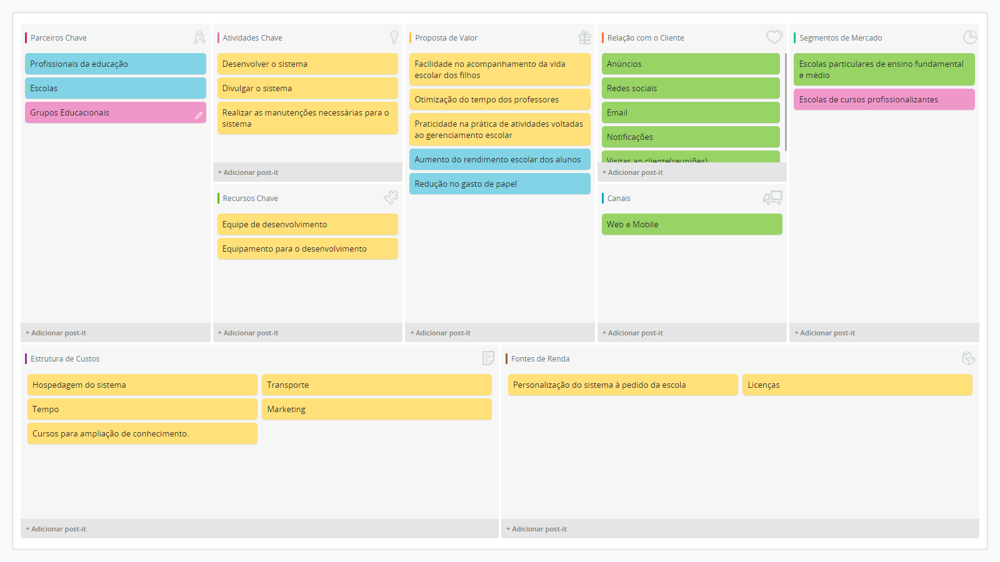 Parceiros Chave
Profissionais da educação
Escolas
Grupos Educacionais
+ Adicionar post-it
Atividades Chave
Desenvolver o sistema
Divulgar o sistema
Realizar as manutenções necessárias para o
sistema
+ Adicionar post-it
Recursos Chave
Equipe de desenvolvimento
Equipamento para o desenvolvimento
+ Adicionar post-it
Proposta de Valor
Facilidade no acompanhamento da vida
escolar dos filhos
Otimização do tempo dos professores
Praticidade na prática de atividades voltadas
ao gerenciamento escolar
Aumento do rendimento escolar dos alunos
Redução no gasto de papel
+ Adicionar post-it
Relação com o Cliente
Anúncios
Redes sociais
Email
Notificações
Visitas ao cliente(reuniões)
+ Adicionar post-it
Canais
Web e Mobile
+ Adicionar post-it
Segmentos de Mercado
Escolas particulares de ensino fundamental
e médio
Escolas de cursos profissionalizantes
+ Adicionar post-it
Estrutura de Custos
Hospedagem do sistema
Transporte
Tempo
Marketing
Cursos para ampliação de conhecimento.
+ Adicionar post-it
Fontes de Renda
Personalização do sistema à pedido da escola
Licenças
+ Adicionar post-it